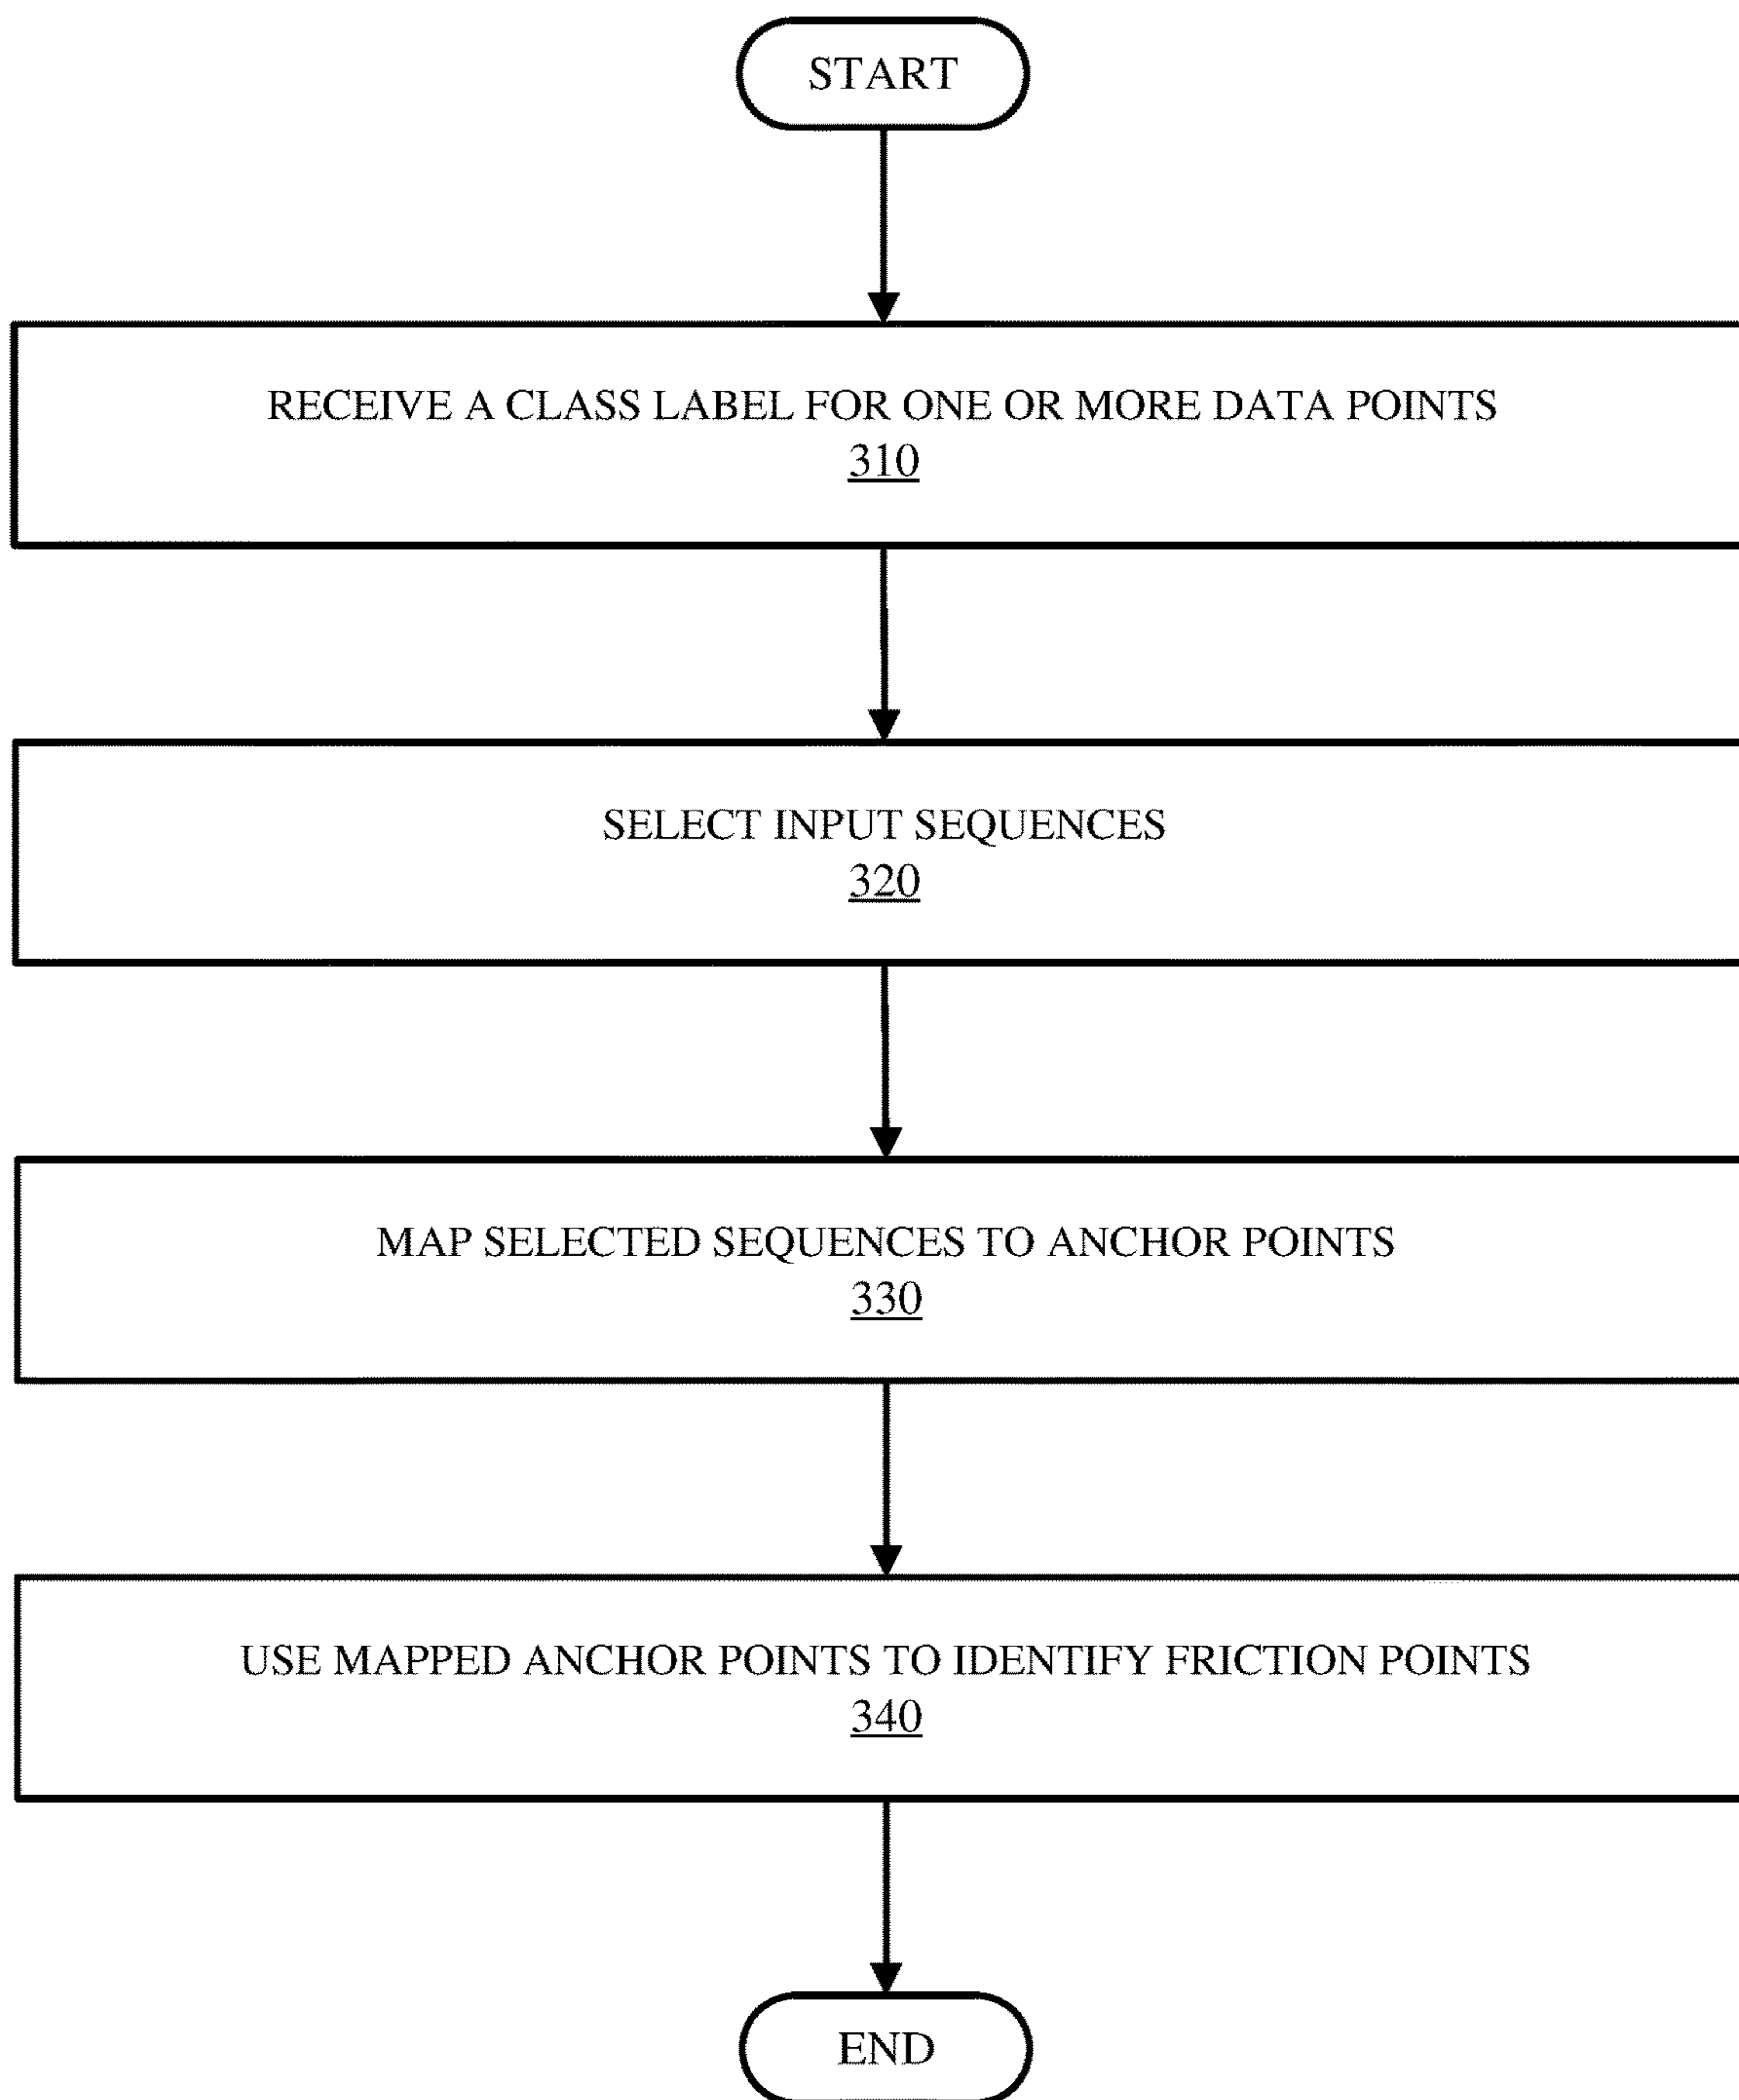 START
RECEIVE A CLASS LABEL FOR ONE OR MORE DATA POINTS
310
SELECT INPUT SEQUENCES
320
MAP SELECTED SEQUENCES TO ANCHOR POINTS
330
USE MAPPED ANCHOR POINTS TO IDENTIFY FRICTION POINTS
340
END